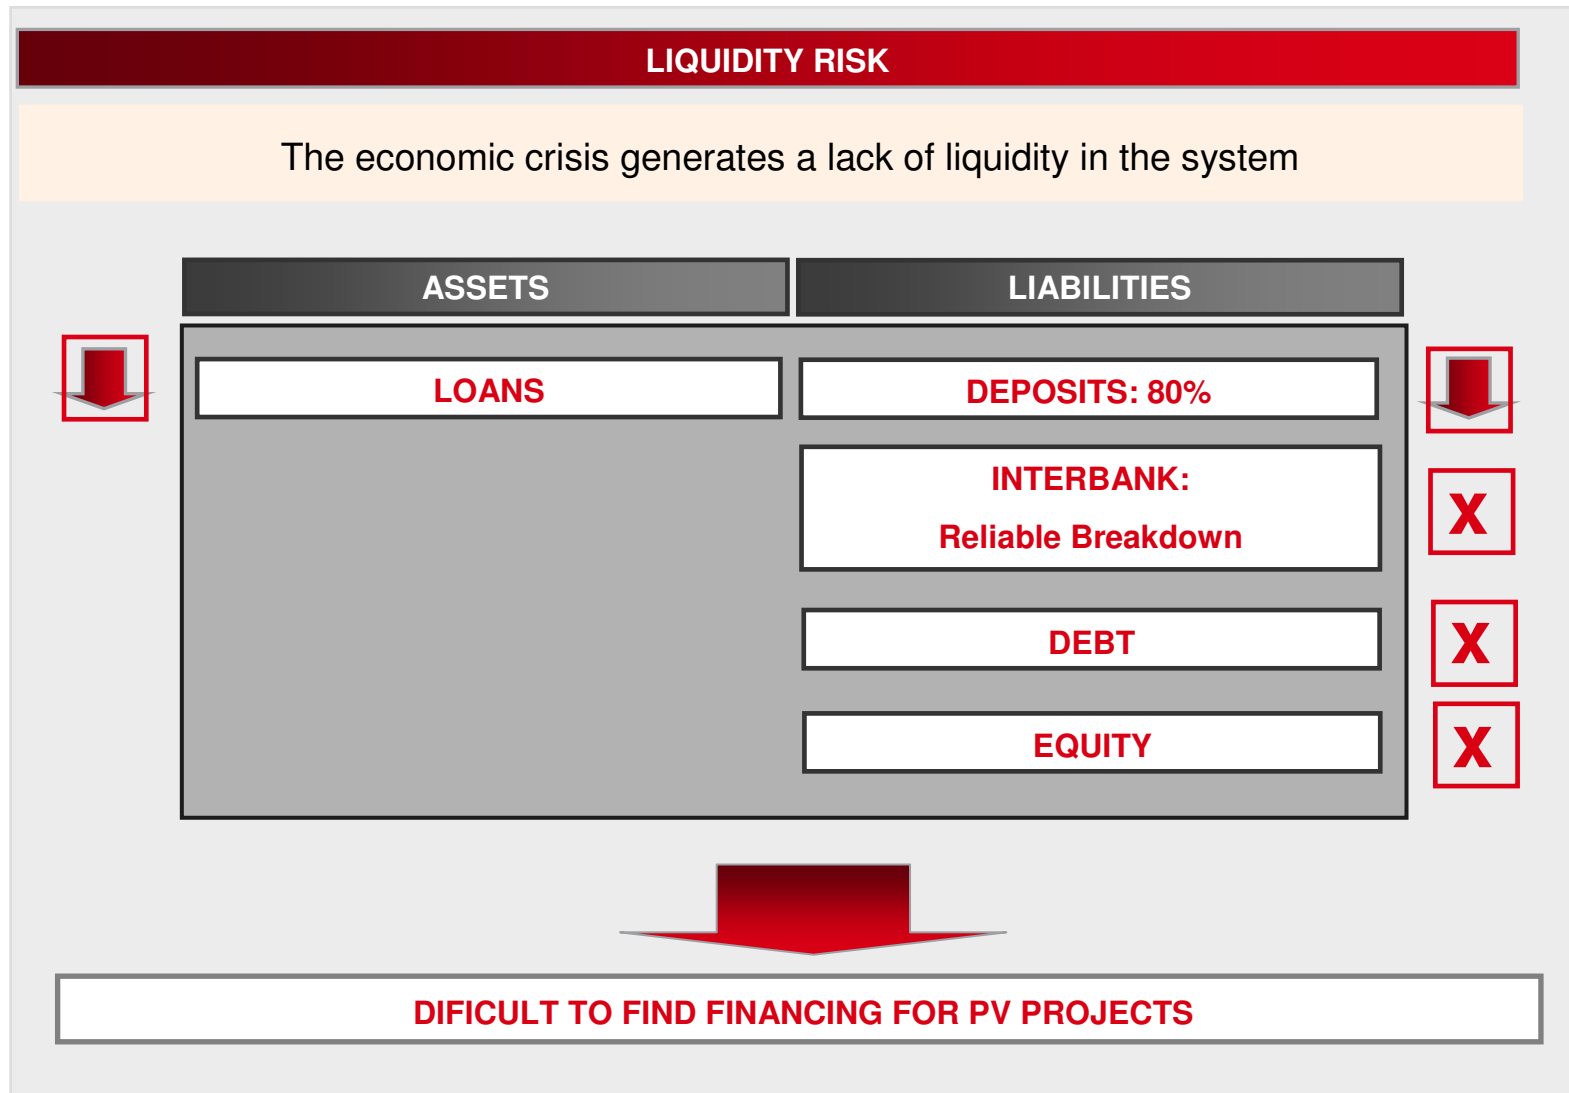 LIQUIDITY RISK
The economic crisis generates a lack of liquidity in the system
ASSETS
LIABILITIES
LOANS
DEPOSITS: 80%
INTERBANK:
Reliable Breakdown
X
DEBT
X
EQUITY
X
DIFICULT TO FIND FINANCING FOR PV PROJECTS